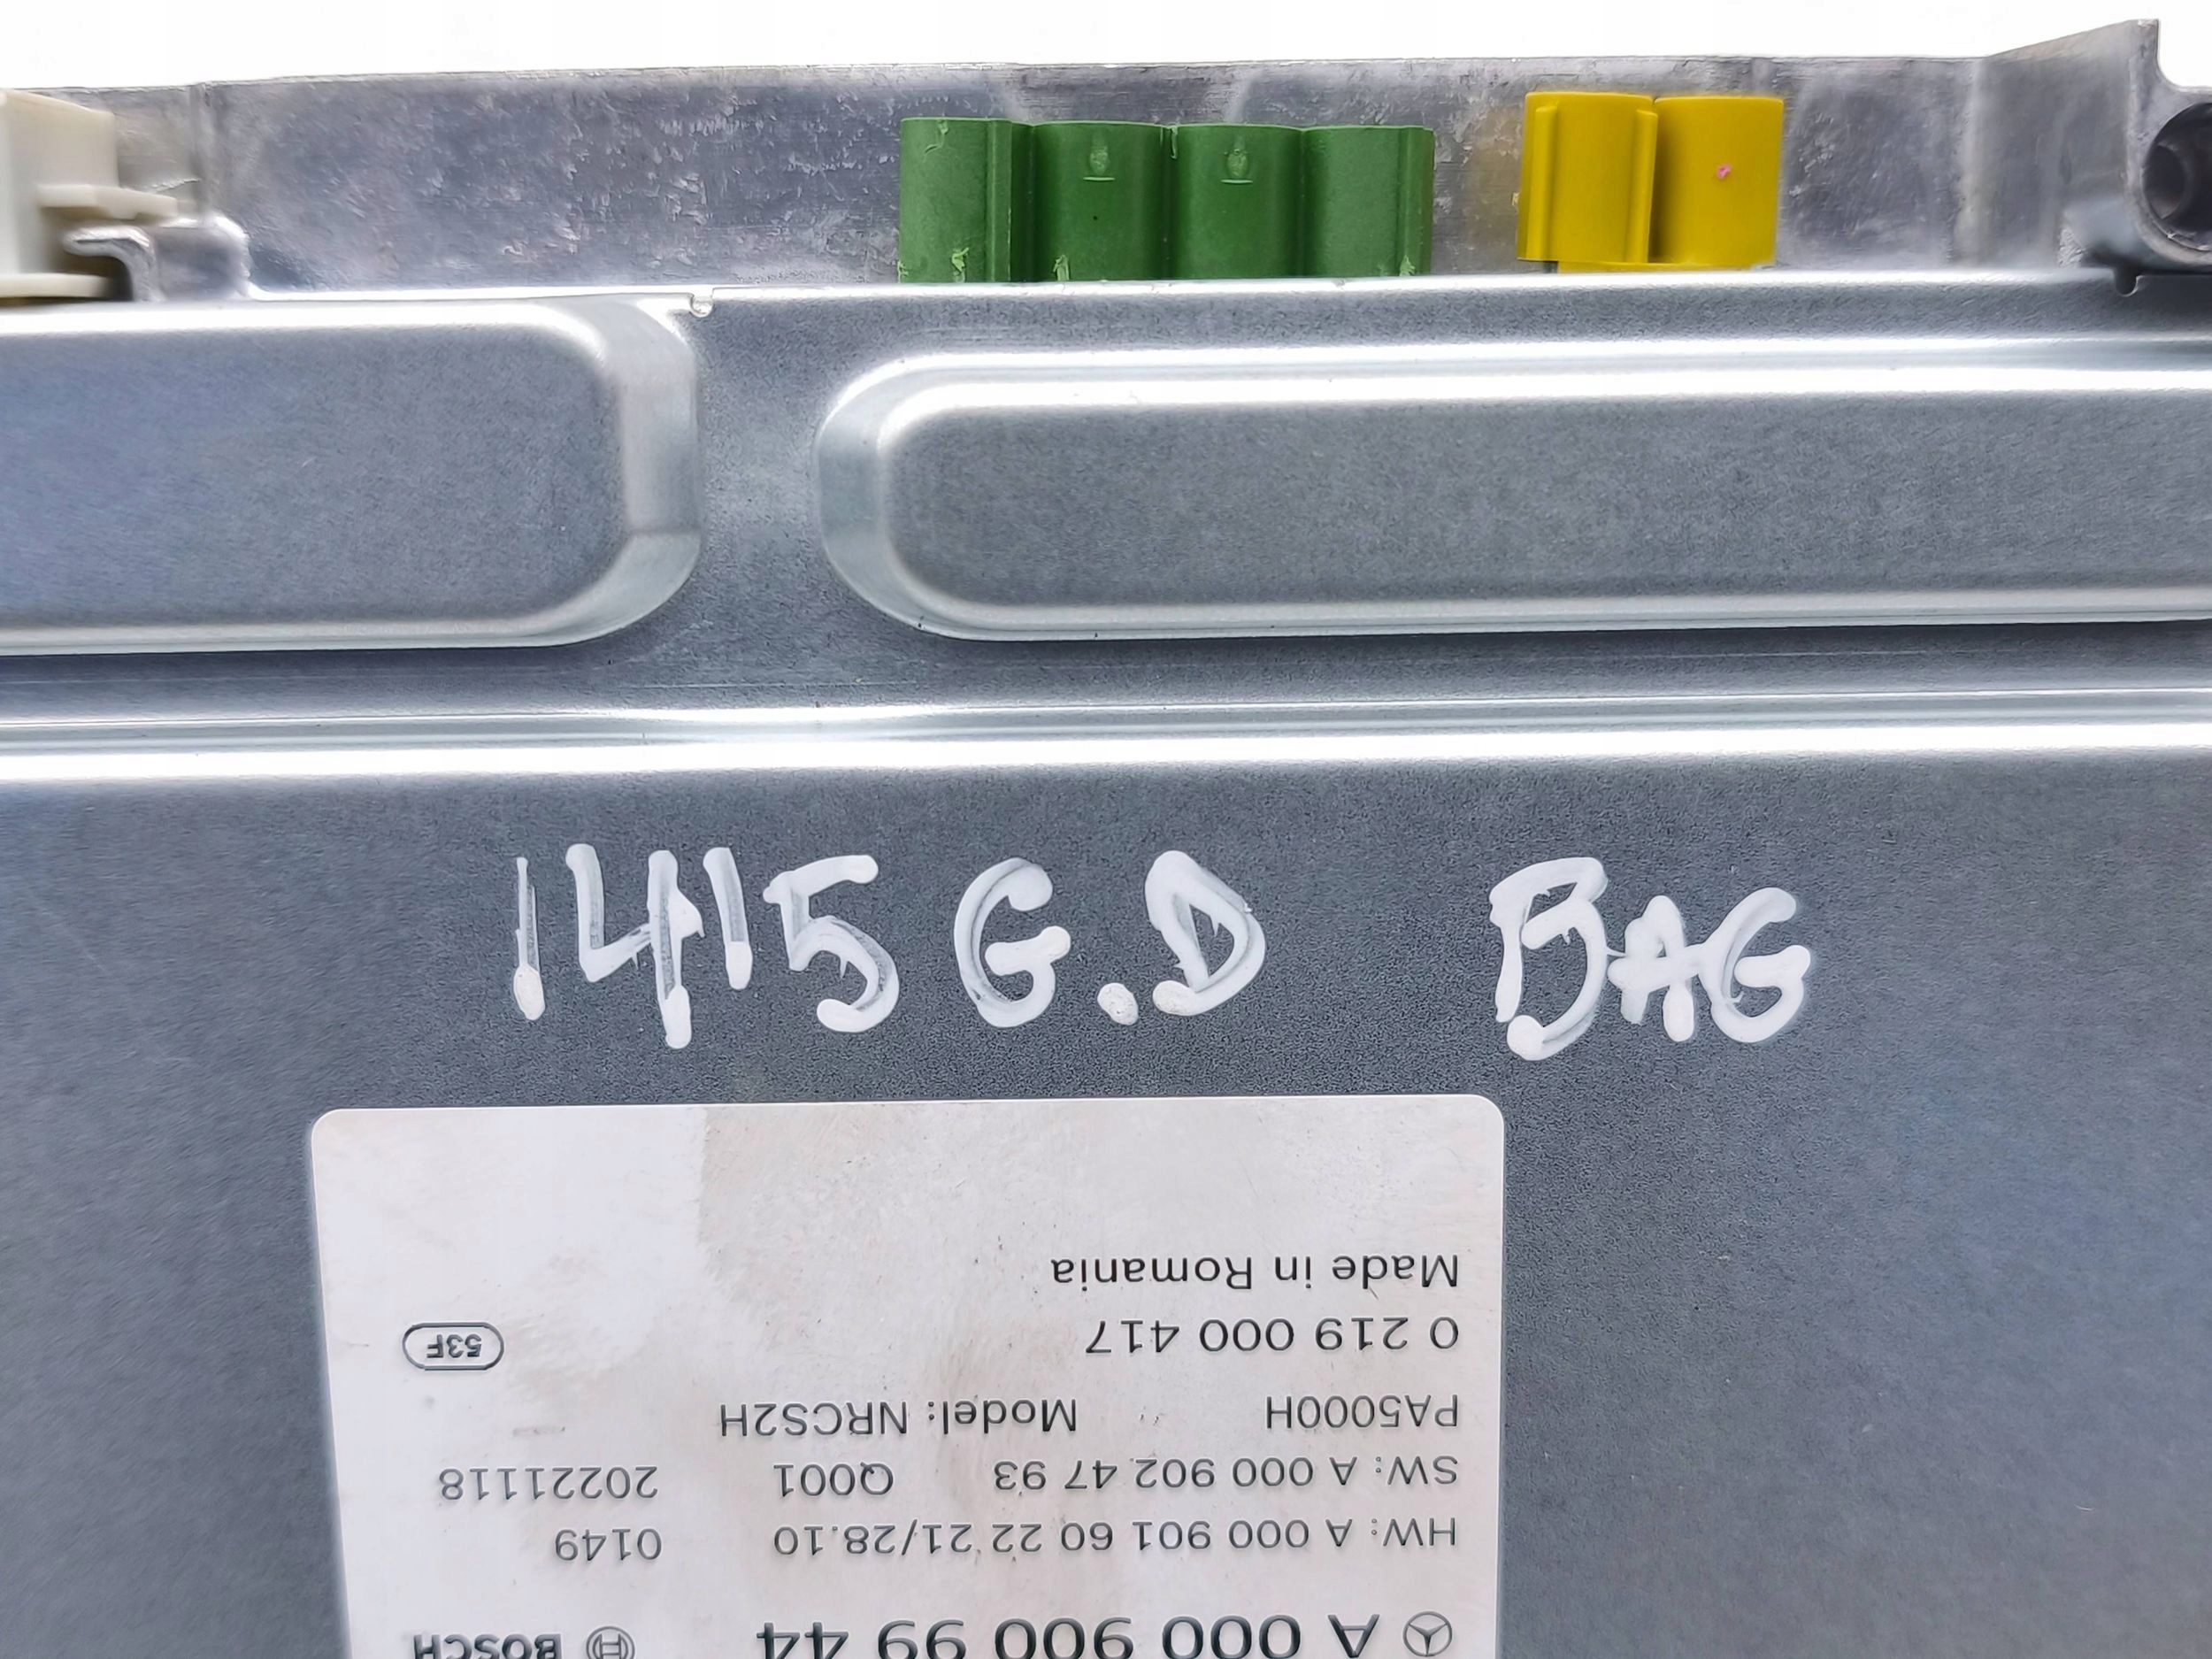 1415 G.D BAG
A 000 900 99 44 BOSCH
HW: A 000 901 60 22 21/28.10 0149
SW: A 000 902 47 93 Q001 20221118
PA5000H Model: NRCS2H
0 219 000 417 53F
Made in Romania